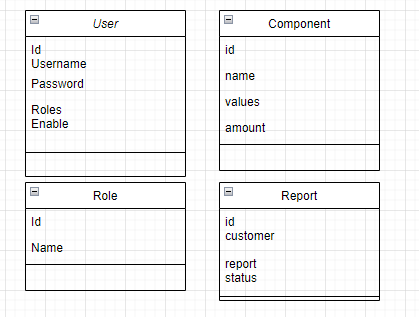 User
Id
Username
Password
Roles
Enable
Component
id
name
values
amount
Role
Id
Name
Report
id
customer
report
status